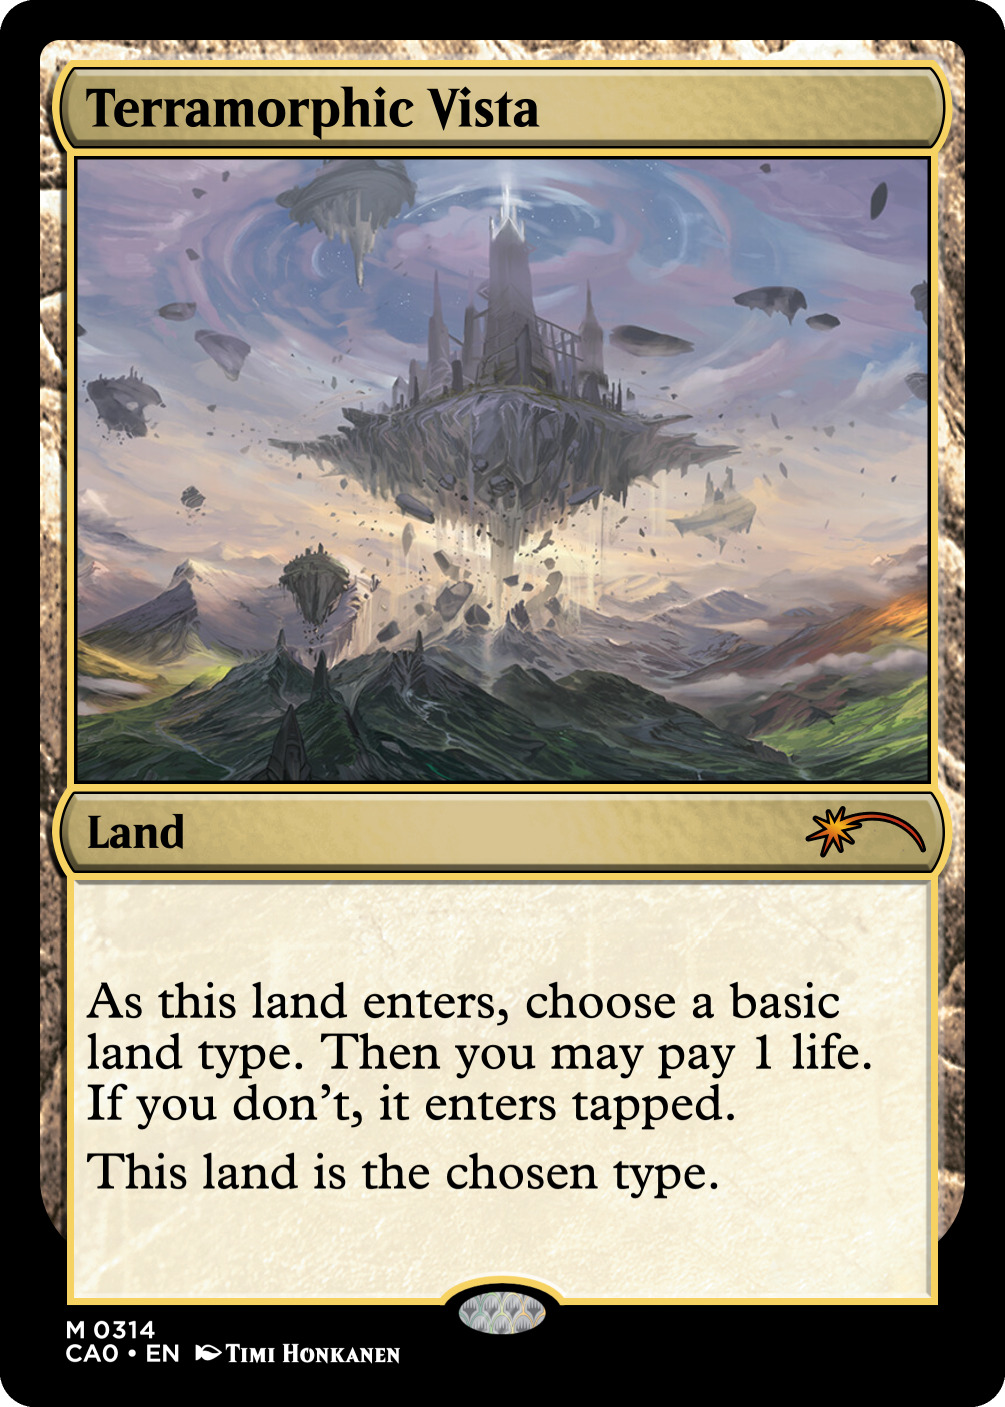 Terramorphic Vista
Land
As this land enters, choose a basic
land type. Then you may pay 1 life.
If you don’t, it enters tapped.
This land is the chosen type.
M 0314
CAO • EN TIMI HONKANEN